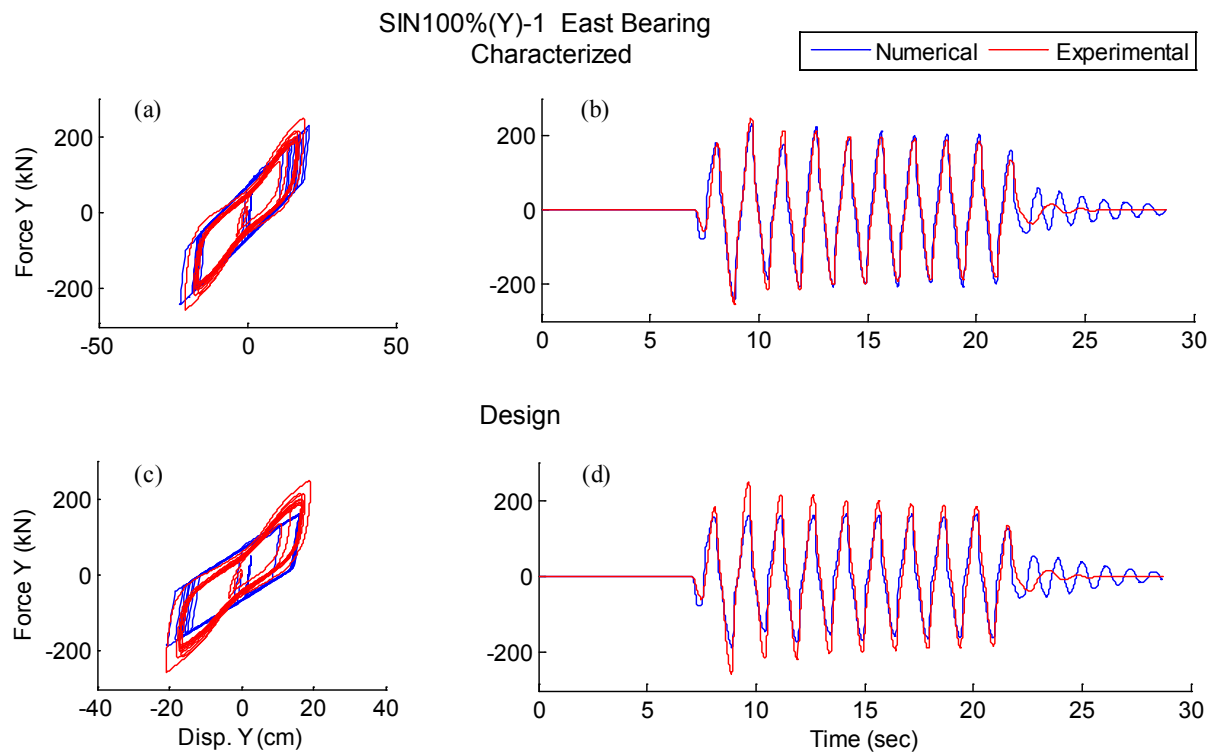 SIN100%(Y)-1 East Bearing
Characterized
Numerical Experimental
(a)
200
0
-200
Force Y (kN)
-50 0 50
(b)
200
0
-200
0 5 10 15 20 25 30
Design
(c)
200
0
-200
Force Y (kN)
-40 -20 0 20 40
Disp. Y (cm)
(d)
200
0
-200
0 5 10 15 20 25 30
Time (sec)